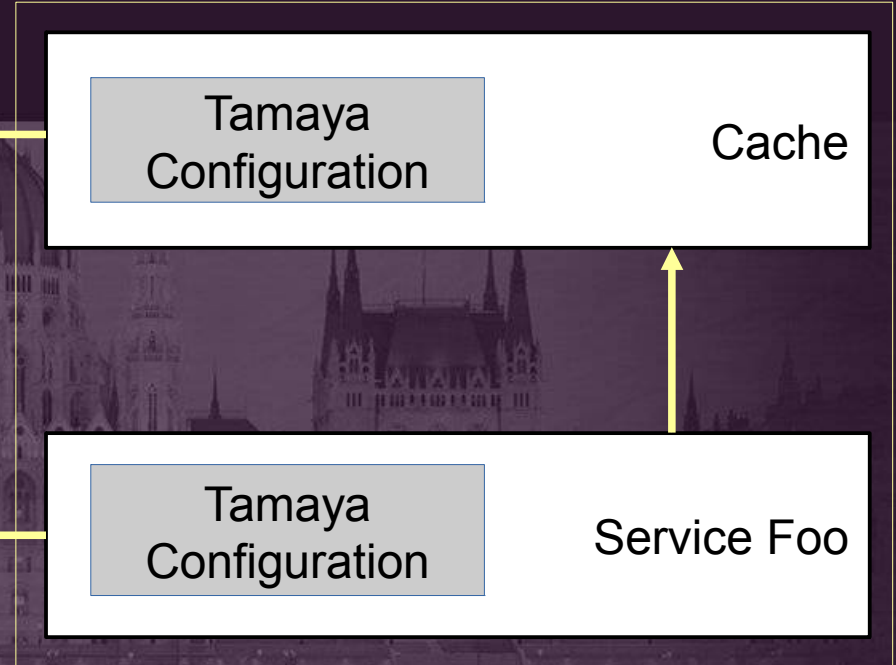 Tamaya
Configuration
Cache
Tamaya
Configuration
Service Foo